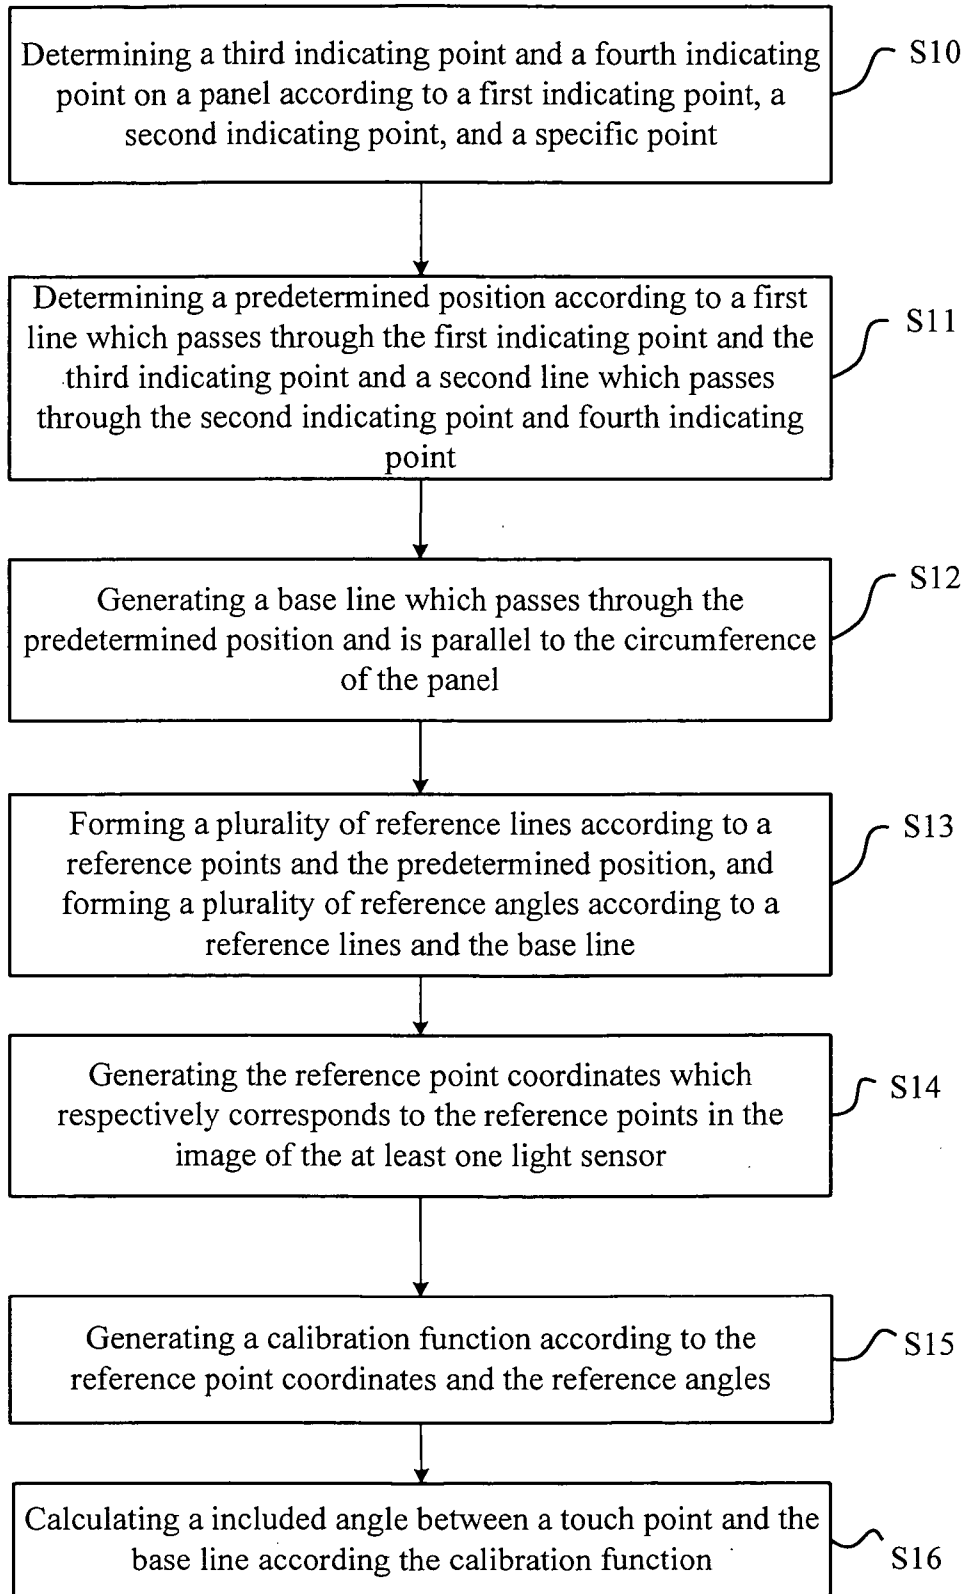 Determining a third indicating point and a fourth indicating
point on a panel according to a first indicating point, a
second indicating point, and a specific point
S10
Determining a predetermined position according to a first
line which passes through the first indicating point and the
third indicating point and a second line which passes
through the second indicating point and fourth indicating
point
S11
Generating a base line which passes through the
predetermined position and is parallel to the circumference
of the panel
S12
Forming a plurality of reference lines according to a
reference points and the predetermined position, and
forming a plurality of reference angles according to a
reference lines and the base line
S13
Generating the reference point coordinates which
respectively corresponds to the reference points in the
image of the at least one light sensor
S14
Generating a calibration function according to the
reference point coordinates and the reference angles
S15
Calculating a included angle between a touch point and the
base line according the calibration function
S16